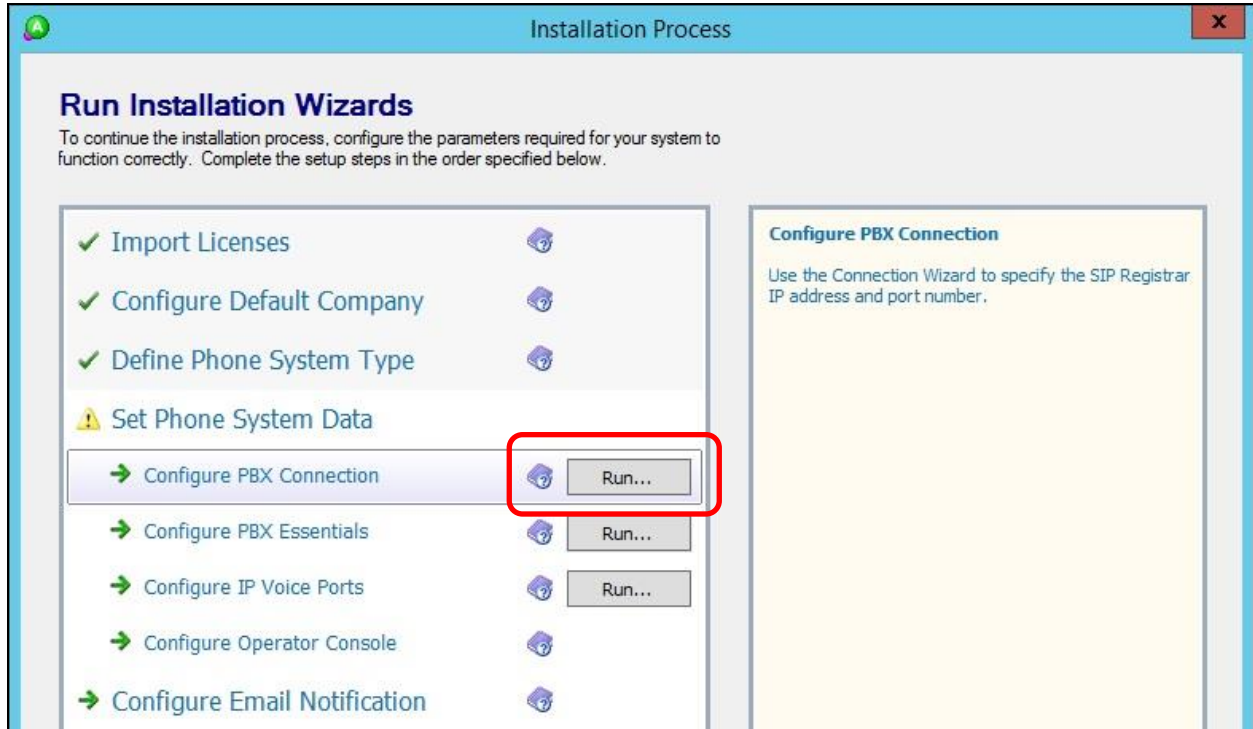 Installation Process
x
Run Installation Wizards
To continue the installation process, configure the parameters required for your system to
function correctly. Complete the setup steps in the order specified below.
Import Licenses
Configure Default Company
Define Phone System Type
Set Phone System Data
Configure PBX Connection
Run...
Configure PBX Essentials
Run...
Configure IP Voice Ports
Run...
Configure Operator Console
Configure Email Notification
Configure PBX Connection
Use the Connection Wizard to specify the SIP Registrar
IP address and port number.